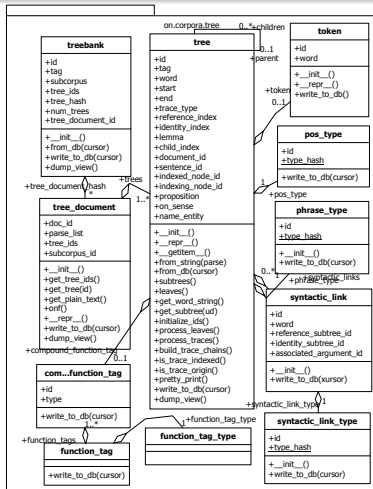 on.corpora.tree
0..*
+children
0..1
+parent
treebank
+id
+tag
+subcorpus
+tree_ids
+tree_hash
+num_trees
+tree_document_id
+__init__()
+from_db(cursor)
+write_to_db(cursor)
+dump_view()
+tree_document_hash
*
+trees
1..*
tree
+id
+tag
+word
+start
+end
+trace_type
+reference_index
+identity_index
+lemma
+child_index
+document_id
+sentence_id
+indexed_node_id
+indexing_node_id
+proposition
+on_sense
+name_entity
+__init__()
+__repr__()
+__getitem__()
+from_string(parse)
+from_db(cursor)
+subtrees()
+leaves()
+get_word_string()
+get_subtree(ud)
+initialize_ids()
+process_leaves()
+process_traces()
+build_trace_chains()
+is_trace_indexed()
+is_trace_origin()
+pretty_print()
+write_to_db(cursor)
+dump_view()
token
+id
+word
+__init__()
+__repr__()
+write_to_db()
+token
0..1
pos_type
+id
+type_hash
+write_to_db(cursor)
1
+pos_type
phrase_type
+id
+type_hash
+__init__()
+write_to_db(cursor)
0..*
1
+syntactic_links
+phrase_type
tree_document
+doc_id
+parse_list
+tree_ids
+subcorpus_id
+__init__()
+get_tree_ids()
+get_tree(id)
+get_plain_text()
+onf()
+__repr__()
+write_to_db(cursor)
+dump_view()
+compound_function_tag
0..1
syntactic_link
+id
+word
+reference_subtree_id
+identity_subtree_id
+associated_argument_id
+__init__()
+write_to_db(xursor)
+syntactic_link_type
1
com...function_tag
+id
+type
+write_to_db(cursor)
1..*
+function_tags
+function_tag_type
1
function_tag
+write_to_db(cursor)
function_tag_type
syntactic_link_type
+id
+type_hash
+__init__()
+write_to_db(cursor)